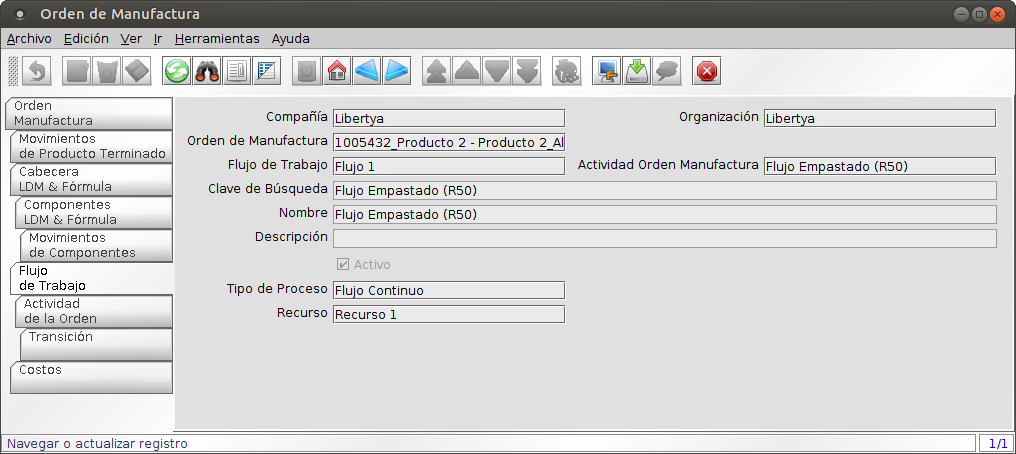 Orden de Manufactura
Archivo Edición Ver Ir Herramientas Ayuda
Orden
Manufactura
Movimientos
de Producto Terminado
Cabecera
LDM & Fórmula
Componentes
LDM & Fórmula
Movimientos
de Componentes
Flujo
de Trabajo
Actividad
de la Orden
Transición
Costos
Compañía Libertya Organización Libertya
Orden de Manufactura 1005432_Producto 2 - Producto 2_Al
Flujo de Trabajo Flujo 1 Actividad Orden Manufactura Flujo Empastado (R50)
Clave de Búsqueda Flujo Empastado (R50)
Nombre Flujo Empastado (R50)
Descripción
Activo
Tipo de Proceso Flujo Continuo
Recurso Recurso 1
Navegar o actualizar registro 1/1